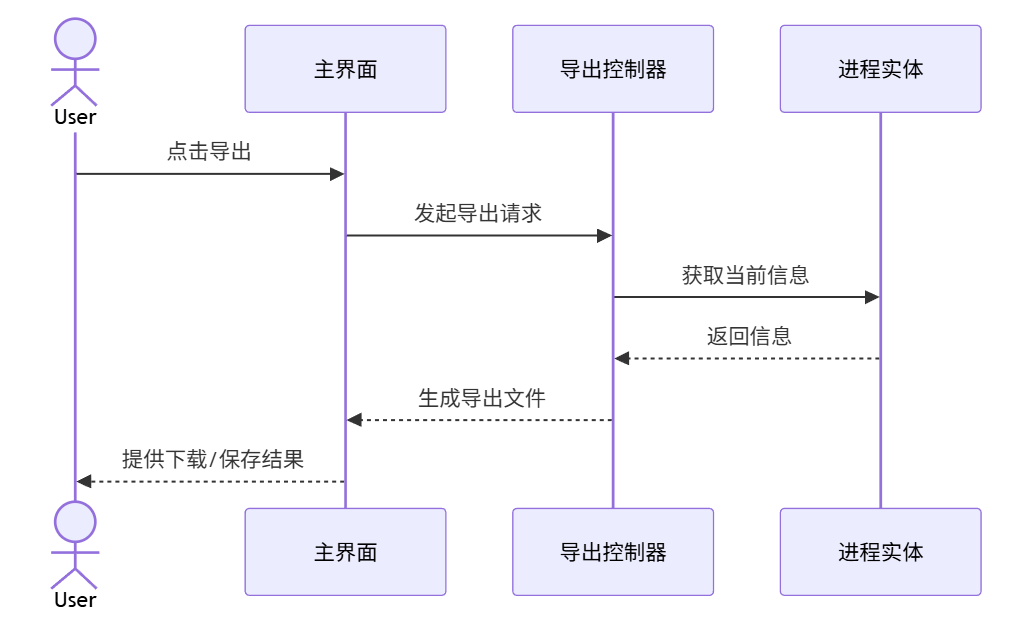 User
主界面
导出控制器
进程实体
点击导出
发起导出请求
获取当前信息
返回信息
生成导出文件
提供下载/保存结果
User
主界面
导出控制器
进程实体